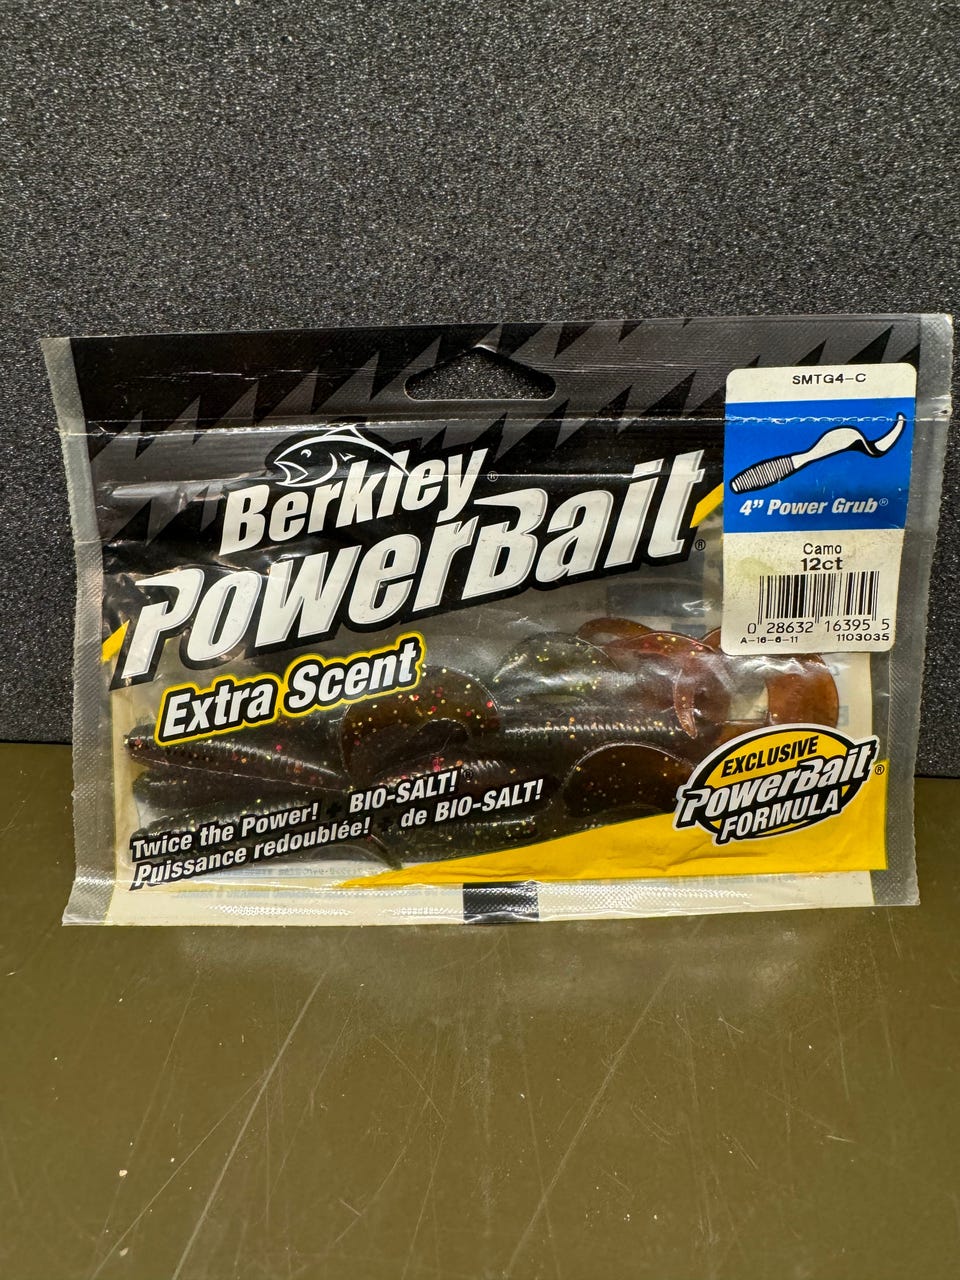 SMTG4-C
4" Power Grub®
Camo
12ct
0 28632 16395 5
A-16-6-11 1103035
Berkley®
PowerBait®
Extra Scent
Twice the Power! + BIO-SALT!®
Puissance redoublée! + de BIO-SALT!
EXCLUSIVE
PowerBait®
FORMULA